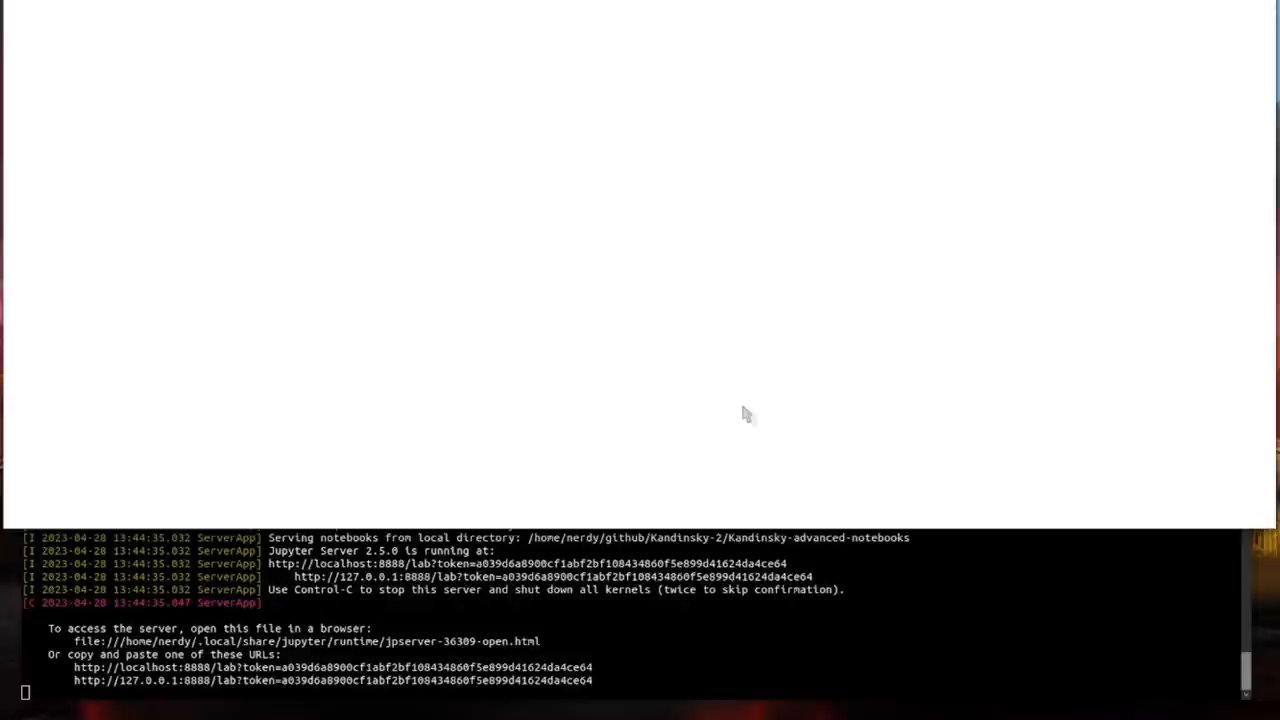 [I 2023-04-28 13:44:35.032 ServerApp] Serving notebooks from local directory: /home/nerdy/github/Kandinsky-2/Kandinsky-advanced-notebooks
[I 2023-04-28 13:44:35.032 ServerApp] Jupyter Server 2.5.0 is running at:
[I 2023-04-28 13:44:35.032 ServerApp] http://localhost:8888/lab?token=a039d6a8900cf1abf2bf108434860f5e899d41624da4ce64
[I 2023-04-28 13:44:35.032 ServerApp]     http://127.0.0.1:8888/lab?token=a039d6a8900cf1abf2bf108434860f5e899d41624da4ce64
[I 2023-04-28 13:44:35.032 ServerApp] Use Control-C to stop this server and shut down all kernels (twice to skip confirmation).
[C 2023-04-28 13:44:35.047 ServerApp]
To access the server, open this file in a browser:
file:///home/nerdy/.local/share/jupyter/runtime/jpserver-36309-open.html
Or copy and paste one of these URLs:
http://localhost:8888/lab?token=a039d6a8900cf1abf2bf108434860f5e899d41624da4ce64
http://127.0.0.1:8888/lab?token=a039d6a8900cf1abf2bf108434860f5e899d41624da4ce64